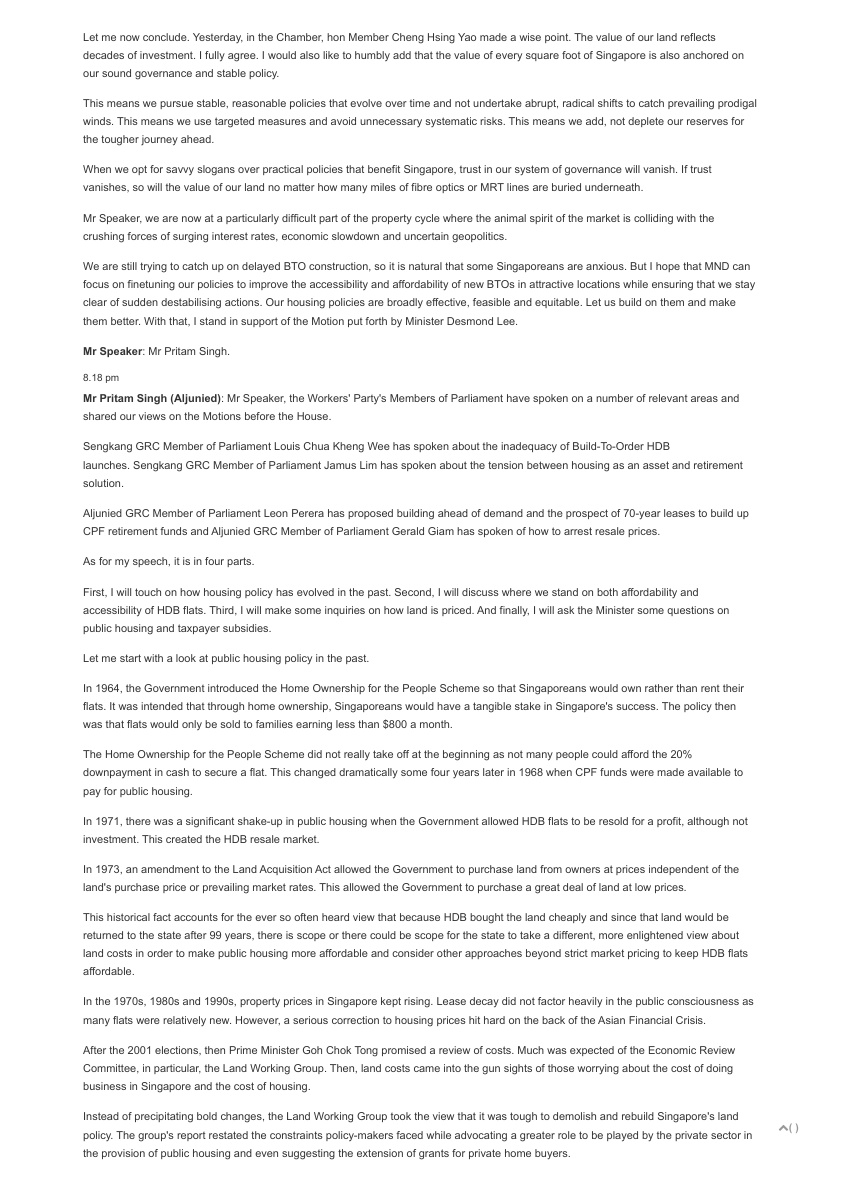 Let me now conclude. Yesterday, in the Chamber, hon Member Cheng Hsing Yao made a wise point. The value of our land reflects
decades of investment. I fully agree. I would also like to humbly add that the value of every square foot of Singapore is also anchored on
our sound governance and stable policy.
This means we pursue stable, reasonable policies that evolve over time and not undertake abrupt, radical shifts to catch prevailing prodigal
winds. This means we use targeted measures and avoid unnecessary systematic risks. This means we add, not deplete our reserves for
the tougher journey ahead.
When we opt for savvy slogans over practical policies that benefit Singapore, trust in our system of governance will vanish. If trust
vanishes, so will the value of our land no matter how many miles of fibre optics or MRT lines are buried underneath.
Mr Speaker, we are now at a particularly difficult part of the property cycle where the animal spirit of the market is colliding with the
crushing forces of surging interest rates, economic slowdown and uncertain geopolitics.
We are still trying to catch up on delayed BTO construction, so it is natural that some Singaporeans are anxious. But I hope that MND can
focus on finetuning our policies to improve the accessibility and affordability of new BTOs in attractive locations while ensuring that we stay
clear of sudden destabilising actions. Our housing policies are broadly effective, feasible and equitable. Let us build on them and make
them better. With that, I stand in support of the Motion put forth by Minister Desmond Lee.
Mr Speaker: Mr Pritam Singh.
8.18 pm
Mr Pritam Singh (Aljunied): Mr Speaker, the Workers' Party's Members of Parliament have spoken on a number of relevant areas and
shared our views on the Motions before the House.
Sengkang GRC Member of Parliament Louis Chua Kheng Wee has spoken about the inadequacy of Build-To-Order HDB
launches. Sengkang GRC Member of Parliament Jamus Lim has spoken about the tension between housing as an asset and retirement
solution.
Aljunied GRC Member of Parliament Leon Perera has proposed building ahead of demand and the prospect of 70-year leases to build up
CPF retirement funds and Aljunied GRC Member of Parliament Gerald Giam has spoken of how to arrest resale prices.
As for my speech, it is in four parts.
First, I will touch on how housing policy has evolved in the past. Second, I will discuss where we stand on both affordability and
accessibility of HDB flats. Third, I will make some inquiries on how land is priced. And finally, I will ask the Minister some questions on
public housing and taxpayer subsidies.
Let me start with a look at public housing policy in the past.
In 1964, the Government introduced the Home Ownership for the People Scheme so that Singaporeans would own rather than rent their
flats. It was intended that through home ownership, Singaporeans would have a tangible stake in Singapore's success. The policy then
was that flats would only be sold to families earning less than $800 a month.
The Home Ownership for the People Scheme did not really take off at the beginning as not many people could afford the 20%
downpayment in cash to secure a flat. This changed dramatically some four years later in 1968 when CPF funds were made available to
pay for public housing.
In 1971, there was a significant shake-up in public housing when the Government allowed HDB flats to be resold for a profit, although not
investment. This created the HDB resale market.
In 1973, an amendment to the Land Acquisition Act allowed the Government to purchase land from owners at prices independent of the
land's purchase price or prevailing market rates. This allowed the Government to purchase a great deal of land at low prices.
This historical fact accounts for the ever so often heard view that because HDB bought the land cheaply and since that land would be
returned to the state after 99 years, there is scope or there could be scope for the state to take a different, more enlightened view about
land costs in order to make public housing more affordable and consider other approaches beyond strict market pricing to keep HDB flats
affordable.
In the 1970s, 1980s and 1990s, property prices in Singapore kept rising. Lease decay did not factor heavily in the public consciousness as
many flats were relatively new. However, a serious correction to housing prices hit hard on the back of the Asian Financial Crisis.
After the 2001 elections, then Prime Minister Goh Chok Tong promised a review of costs. Much was expected of the Economic Review
Committee, in particular, the Land Working Group. Then, land costs came into the gun sights of those worrying about the cost of doing
business in Singapore and the cost of housing.
Instead of precipitating bold changes, the Land Working Group took the view that it was tough to demolish and rebuild Singapore's land
policy. The group's report restated the constraints policy-makers faced while advocating a greater role to be played by the private sector in
the provision of public housing and even suggesting the extension of grants for private home buyers.
( )